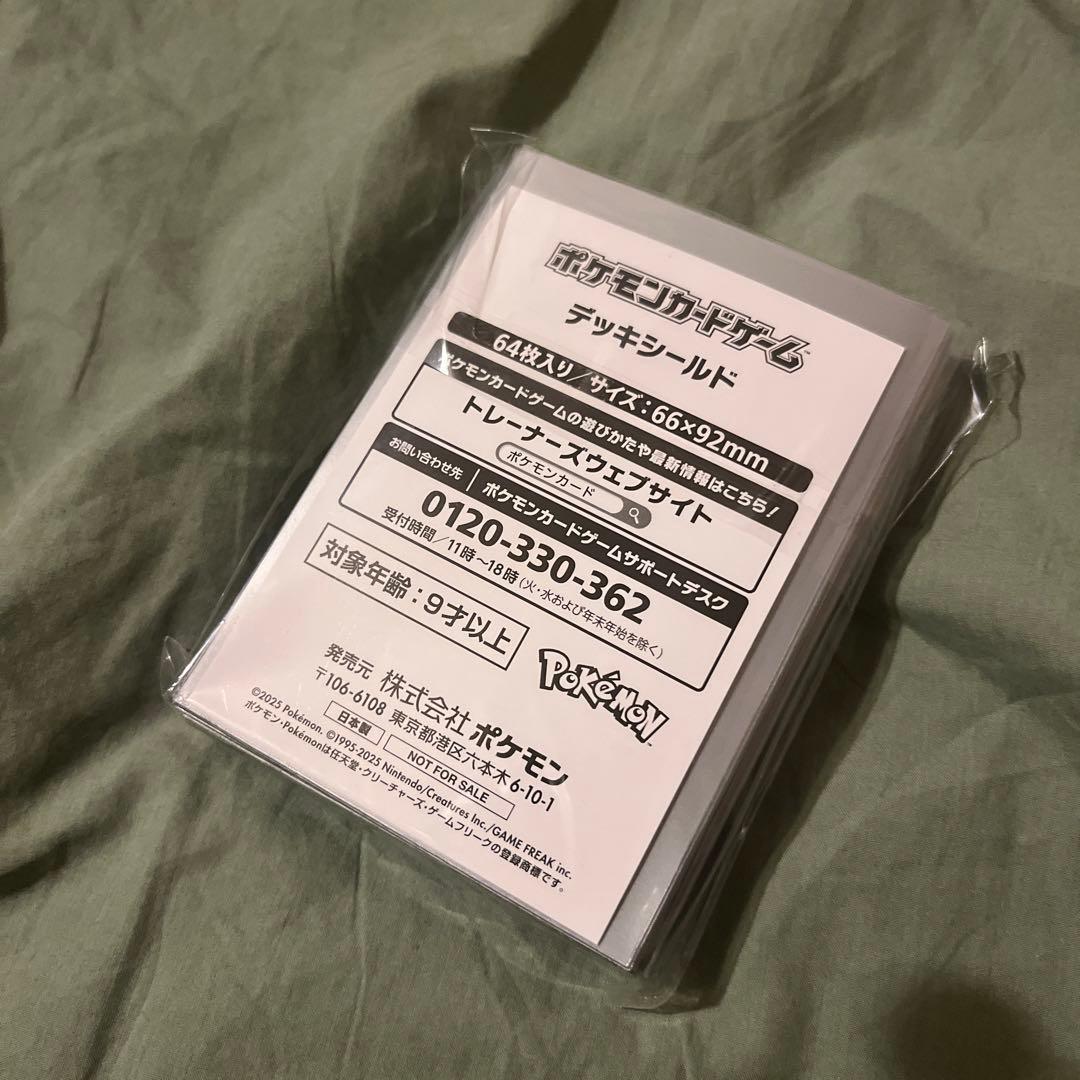 ポケモンカードゲーム™
デッキシールド
64枚入り/サイズ:66×92mm
ポケモンカードゲームの遊びかたや最新情報はこちら!
トレーナーズウェブサイト
ポケモンカード
お問い合わせ先 | ポケモンカードゲームサポートデスク
0120-330-362
受付時間/11時~18時(火・水および年末年始を除く)
対象年齢:9才以上
Pokémon™
発売元 株式会社 ポケモン
〒106-6108 東京都港区六本木6-10-1
日本製 NOT FOR SALE
©2025 Pokémon. ©1995-2025 Nintendo/Creatures Inc./GAME FREAK inc.
ポケモン・Pokémonは任天堂・クリーチャーズ・ゲームフリークの登録商標です。